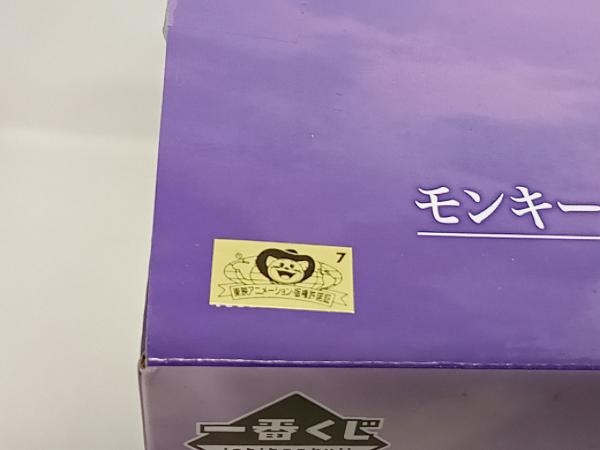 モンキー
7
東映アニメーション・版権許諾証
一番くじ